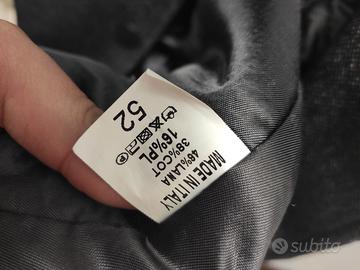 MADE IN ITALY
46%LANA
38%COT
16%PL
52
subito